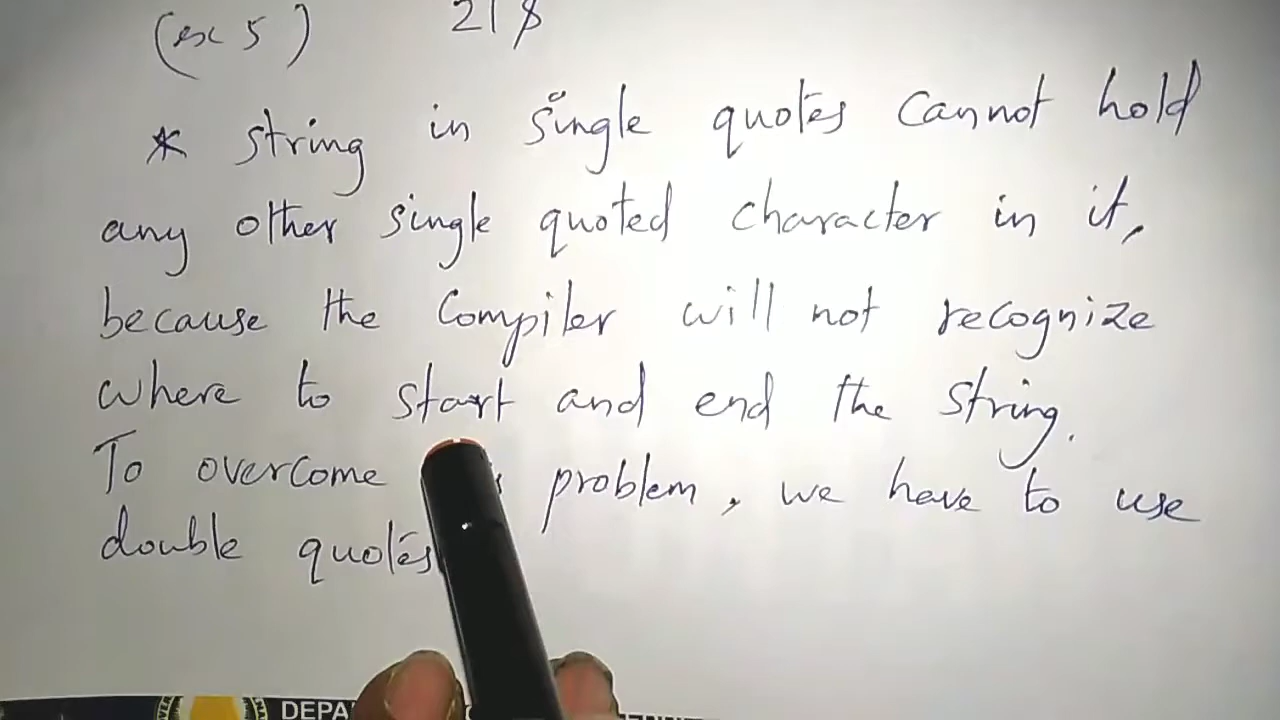 (ex 5)
* string in single quotes cannot hold
any other single quoted character in it,
because the compiler will not recognize
where to start and end the string.
To overcome problem, we have to use
double quotes
DEPA